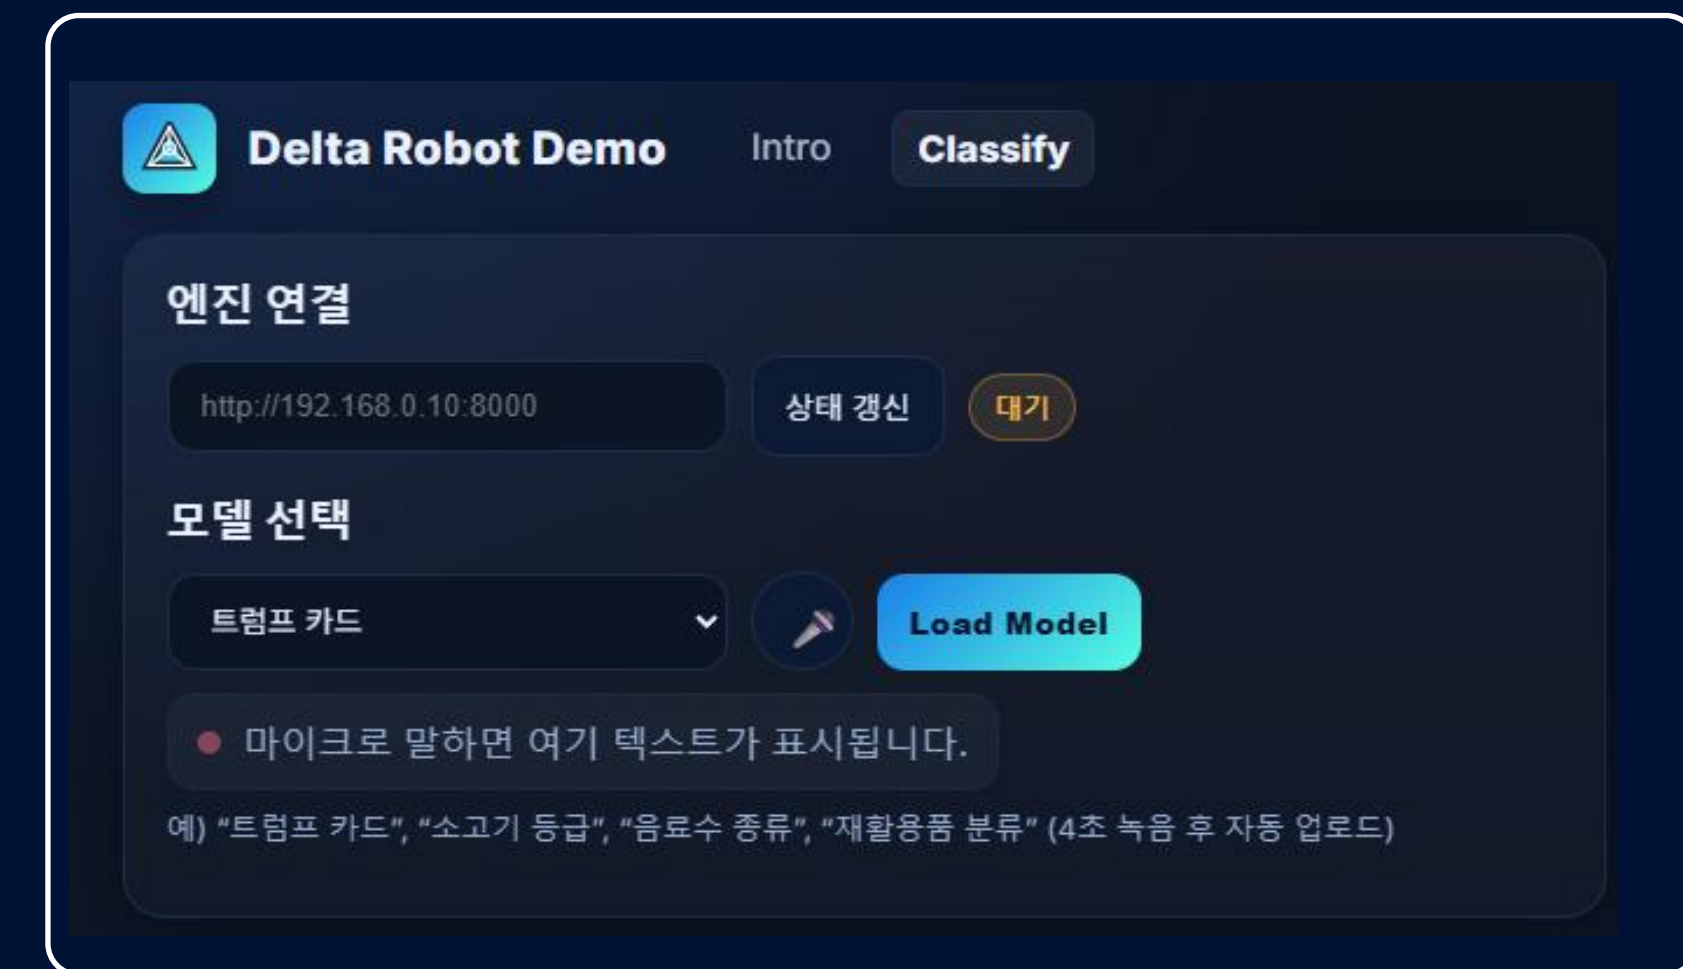 Delta Robot Demo Intro Classify
엔진 연결
http://192.168.0.10:8000 상태 갱신 대기
모델 선택
트럼프 카드 Load Model
마이크로 말하면 여기 텍스트가 표시됩니다.
예) “트럼프 카드”, “소고기 등급”, “음료수 종류”, “재활용품 분류” (4초 녹음 후 자동 업로드)